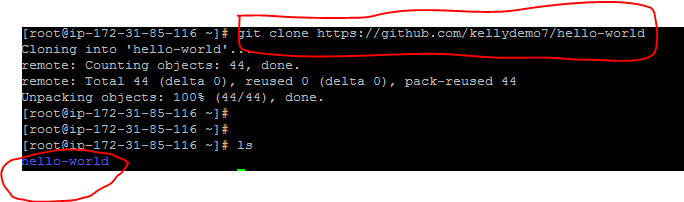 [root@ip-172-31-85-116 ~]# git clone https://github.com/kellydemo7/hello-world
Cloning into 'hello-world'...
remote: Counting objects: 44, done.
remote: Total 44 (delta 0), reused 0 (delta 0), pack-reused 44
Unpacking objects: 100% (44/44), done.
[root@ip-172-31-85-116 ~]#
[root@ip-172-31-85-116 ~]#
[root@ip-172-31-85-116 ~]# ls
hello-world